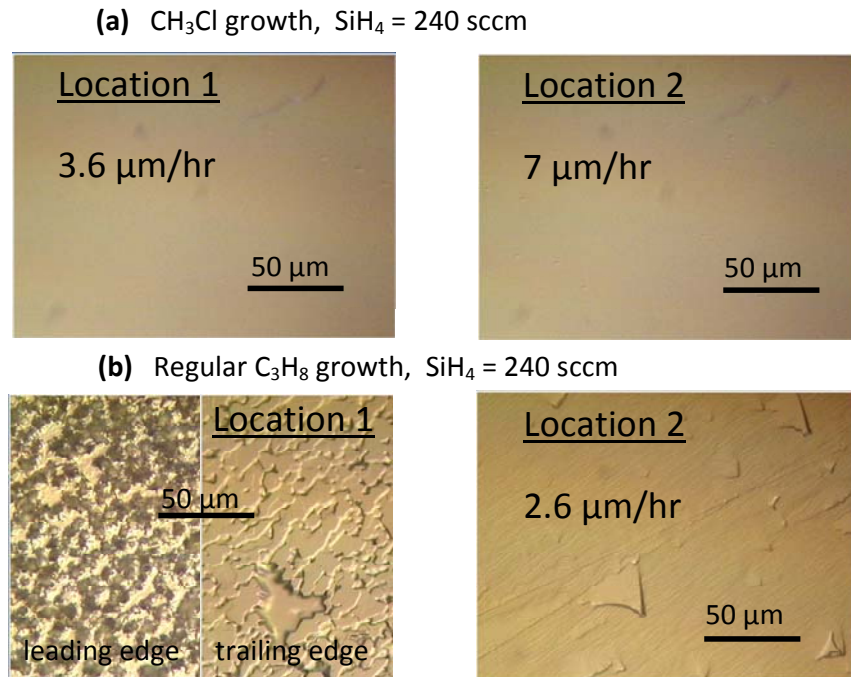 (a) CH₃Cl growth, SiH₄ = 240 sccm
Location 1
3.6 μm/hr
50 μm
Location 2
7 μm/hr
50 μm
(b) Regular C₃H₈ growth, SiH₄ = 240 sccm
Location 1
50 μm
leading edge
trailing edge
Location 2
2.6 μm/hr
50 μm